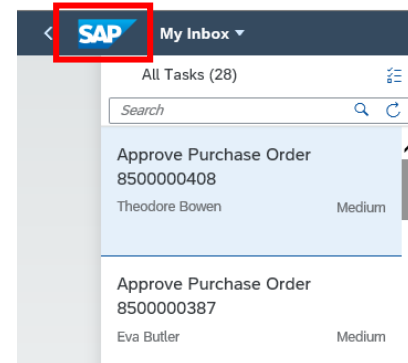 SAP My Inbox
All Tasks (28)
Search
Approve Purchase Order
8500000408
Theodore Bowen Medium
Approve Purchase Order
8500000387
Eva Butler Medium